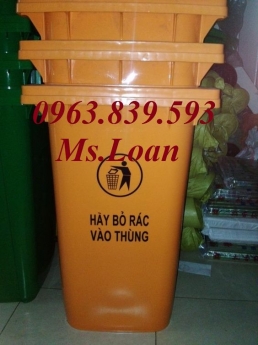 0963.839.593
Ms.Loan
HÃY BỎ RÁC
VÀO THÙNG